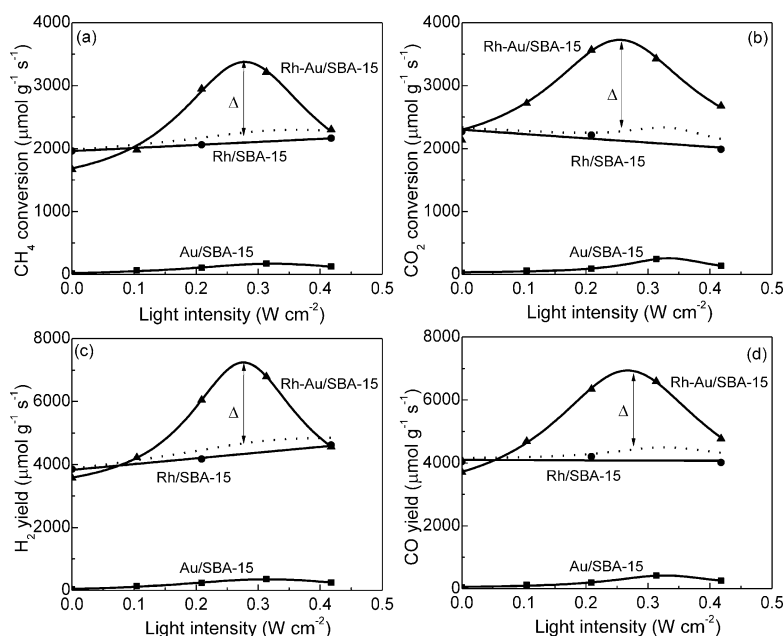 (a)
CH4 conversion (μmol g-1 s-1)
4000
3000
2000
1000
0
Rh-Au/SBA-15
Δ
Rh/SBA-15
Au/SBA-15
0.0 0.1 0.2 0.3 0.4 0.5
Light intensity (W cm-2)
(b)
CO2 conversion (μmol g-1 s-1)
4000
3000
2000
1000
0
Rh-Au/SBA-15
Δ
Rh/SBA-15
Au/SBA-15
0.0 0.1 0.2 0.3 0.4 0.5
Light intensity (W cm-2)
(c)
H2 yield (μmol g-1 s-1)
8000
6000
4000
2000
0
Rh-Au/SBA-15
Δ
Rh/SBA-15
Au/SBA-15
0.0 0.1 0.2 0.3 0.4 0.5
Light intensity (W cm-2)
(d)
CO yield (μmol g-1 s-1)
8000
6000
4000
2000
0
Rh-Au/SBA-15
Δ
Rh/SBA-15
Au/SBA-15
0.0 0.1 0.2 0.3 0.4 0.5
Light intensity (W cm-2)